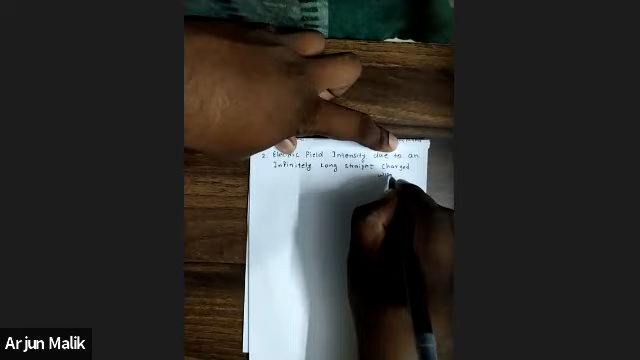 2. Electric Field Intensity due to an
Infinitely Long straight charged
Arjun Malik